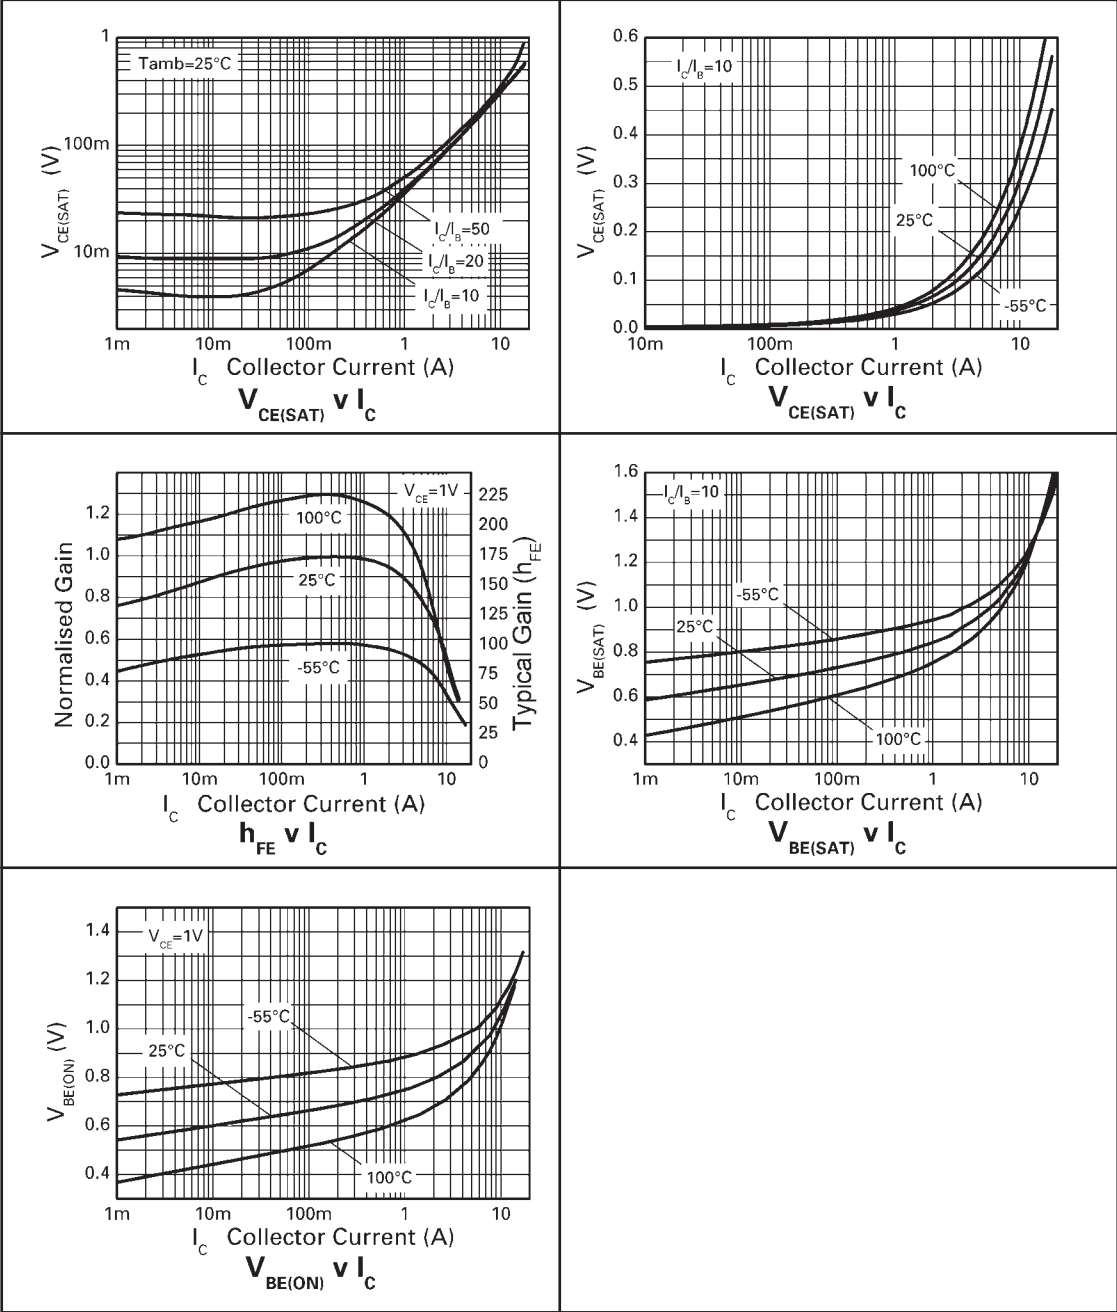 1
100m
10m
V CE(SAT) (V)
Tamb=25°C
IC/IB=50
IC/IB=20
IC/IB=10
1m 10m 100m 1 10
IC Collector Current (A)
VCE(SAT) v IC
0.6
0.5
0.4
0.3
0.2
0.1
0.0
VCE(SAT) (V)
IC/IB=10
100°C
25°C
-55°C
10m 100m 1 10
IC Collector Current (A)
VCE(SAT) v IC
1.2
1.0
0.8
0.6
0.4
0.2
0.0
Normalised Gain
VCE=1V
100°C
25°C
-55°C
225
200
175
150
125
100
75
50
25
0
Typical Gain (hFE)
1m 10m 100m 1 10
IC Collector Current (A)
hFE v IC
1.6
1.4
1.2
1.0
0.8
0.6
0.4
VBE(SAT) (V)
IC/IB=10
-55°C
25°C
100°C
1m 10m 100m 1 10
IC Collector Current (A)
VBE(SAT) v IC
1.4
1.2
1.0
0.8
0.6
0.4
VBE(ON) (V)
VCE=1V
-55°C
25°C
100°C
1m 10m 100m 1 10
IC Collector Current (A)
VBE(ON) v IC